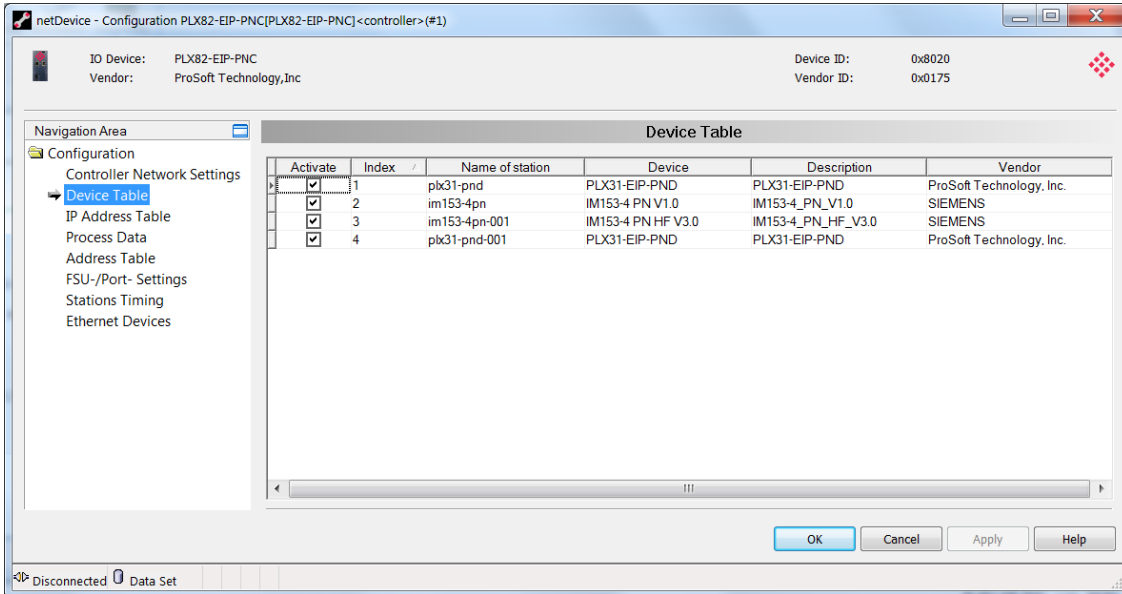 netDevice - Configuration PLX82-EIP-PNC[PLX82-EIP-PNC]<controller>(#1)
IO Device: PLX82-EIP-PNC Device ID: 0x8020
Vendor: ProSoft Technology,Inc Vendor ID: 0x0175
Navigation Area
Configuration
Controller Network Settings
Device Table
IP Address Table
Process Data
Address Table
FSU-/Port- Settings
Stations Timing
Ethernet Devices
Device Table
Activate Index / Name of station Device Description Vendor
1 plx31-pnd PLX31-EIP-PND PLX31-EIP-PND ProSoft Technology, Inc.
2 im153-4pn IM153-4 PN V1.0 IM153-4_PN_V1.0 SIEMENS
3 im153-4pn-001 IM153-4 PN HF V3.0 IM153-4_PN_HF_V3.0 SIEMENS
4 plx31-pnd-001 PLX31-EIP-PND PLX31-EIP-PND ProSoft Technology, Inc.
OK Cancel Apply Help
Disconnected Data Set